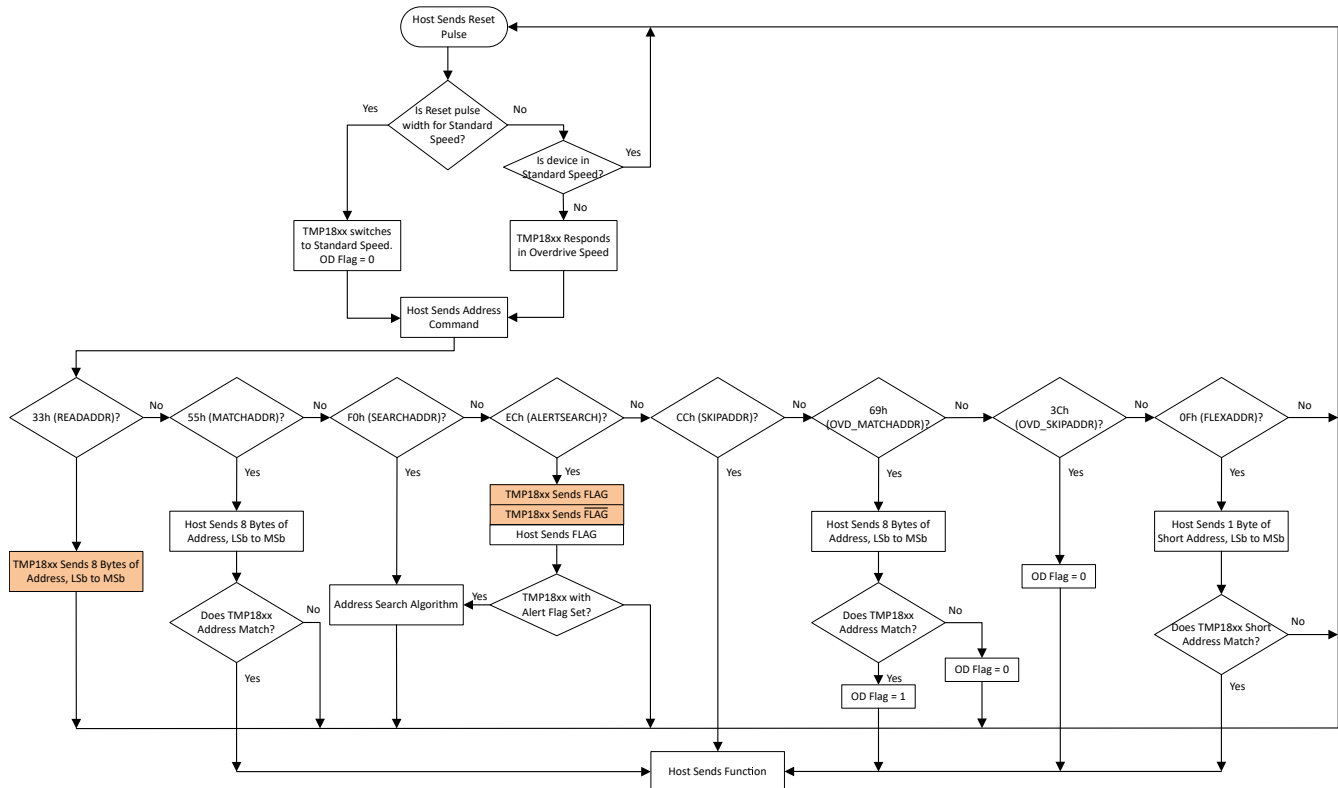 Host Sends Reset
Pulse
Yes
Is Reset pulse
width for Standard
Speed?
No
Is device in
Standard Speed?
Yes
No
TMP18xx switches
to Standard Speed.
OD Flag = 0
TMP18xx Responds
in Overdrive Speed
Host Sends Address
Command
33h (READADDR)?
No
55h (MATCHADDR)?
No
F0h (SEARCHADDR)?
No
ECh (ALERTSEARCH)?
No
CCh (SKIPADDR)?
No
69h
(OVD_MATCHADDR)?
No
3Ch
(OVD_SKIPADDR)?
No
0Fh (FLEXADDR)?
No
Yes
Yes
Yes
Yes
Yes
Yes
Yes
Yes
TMP18xx Sends 8 Bytes of
Address, LSb to MSb
Host Sends 8 Bytes of
Address, LSb to MSb
Does TMP18xx
Address Match?
No
Yes
Address Search Algorithm
TMP18xx Sends FLAG
TMP18xx Sends F̅L̅A̅G̅
Host Sends FLAG
Yes
TMP18xx with
Alert Flag Set?
No
Host Sends 8 Bytes of
Address, LSb to MSb
Does TMP18xx
Address Match?
No
OD Flag = 0
Yes
OD Flag = 1
OD Flag = 0
Host Sends 1 Byte of
Short Address, LSb to MSb
Does TMP18xx Short
Address Match?
No
Yes
Host Sends Function